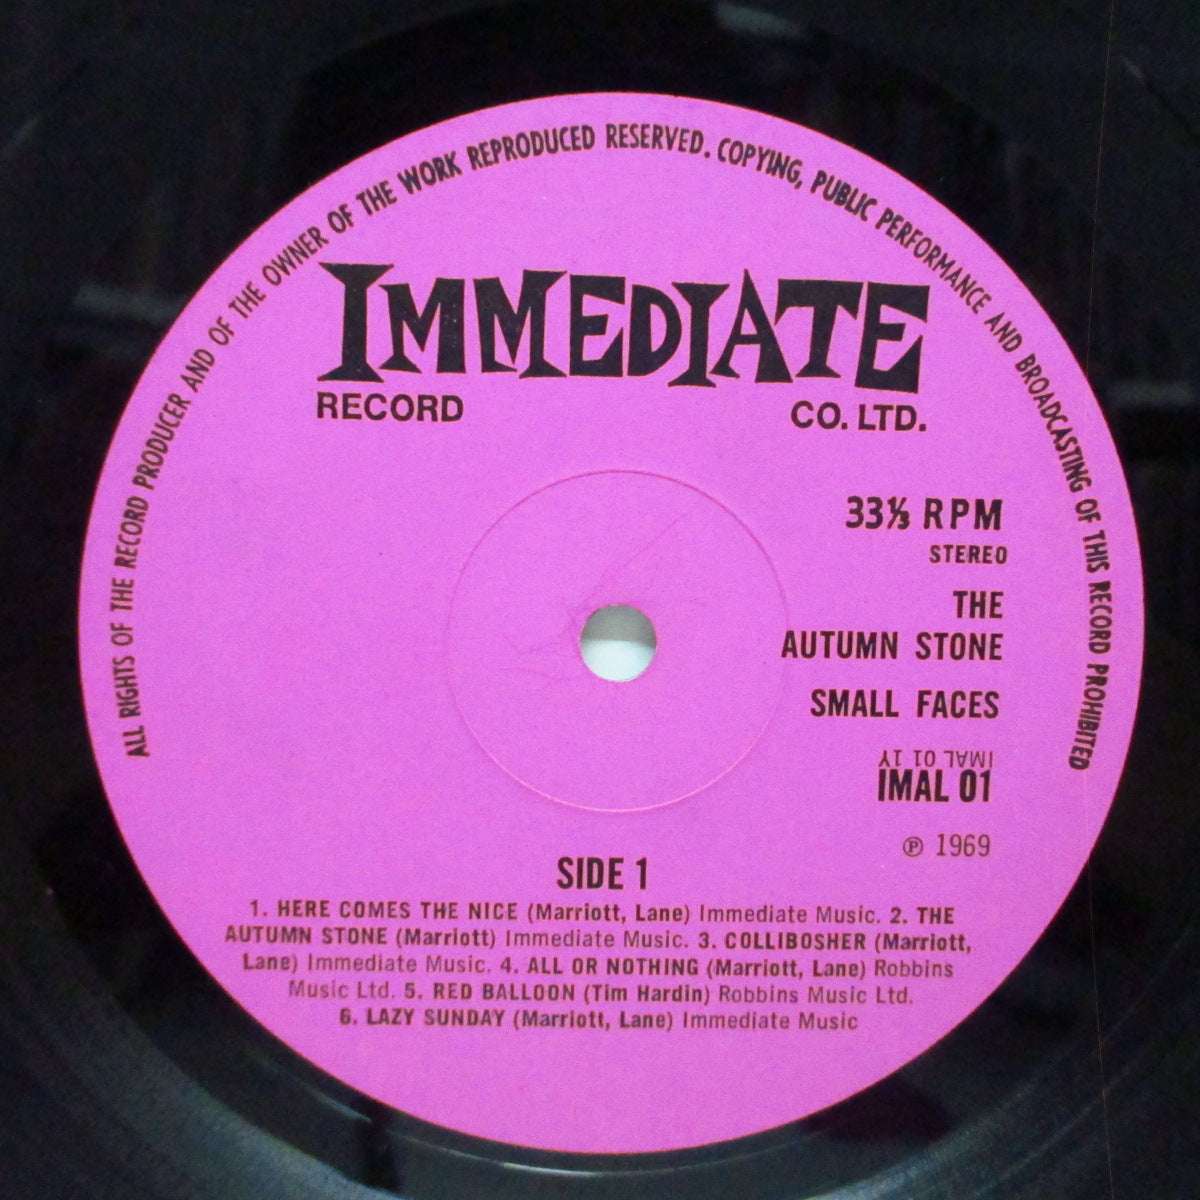 ALL RIGHTS OF THE RECORD PRODUCER AND OF THE OWNER OF THE WORK REPRODUCED RESERVED. COPYING, PUBLIC PERFORMANCE AND BROADCASTING OF THIS RECORD PROHIBITED
IMMEDIATE
RECORD CO. LTD.
33⅓ RPM
STEREO
THE
AUTUMN STONE
SMALL FACES
IMAL 01 1Y
IMAL 01
℗ 1969
SIDE 1
1. HERE COMES THE NICE (Marriott, Lane) Immediate Music. 2. THE
AUTUMN STONE (Marriott) Immediate Music. 3. COLLIBOSHER (Marriott,
Lane) Immediate Music. 4. ALL OR NOTHING (Marriott, Lane) Robbins
Music Ltd. 5. RED BALLOON (Tim Hardin) Robbins Music Ltd.
6. LAZY SUNDAY (Marriott, Lane) Immediate Music